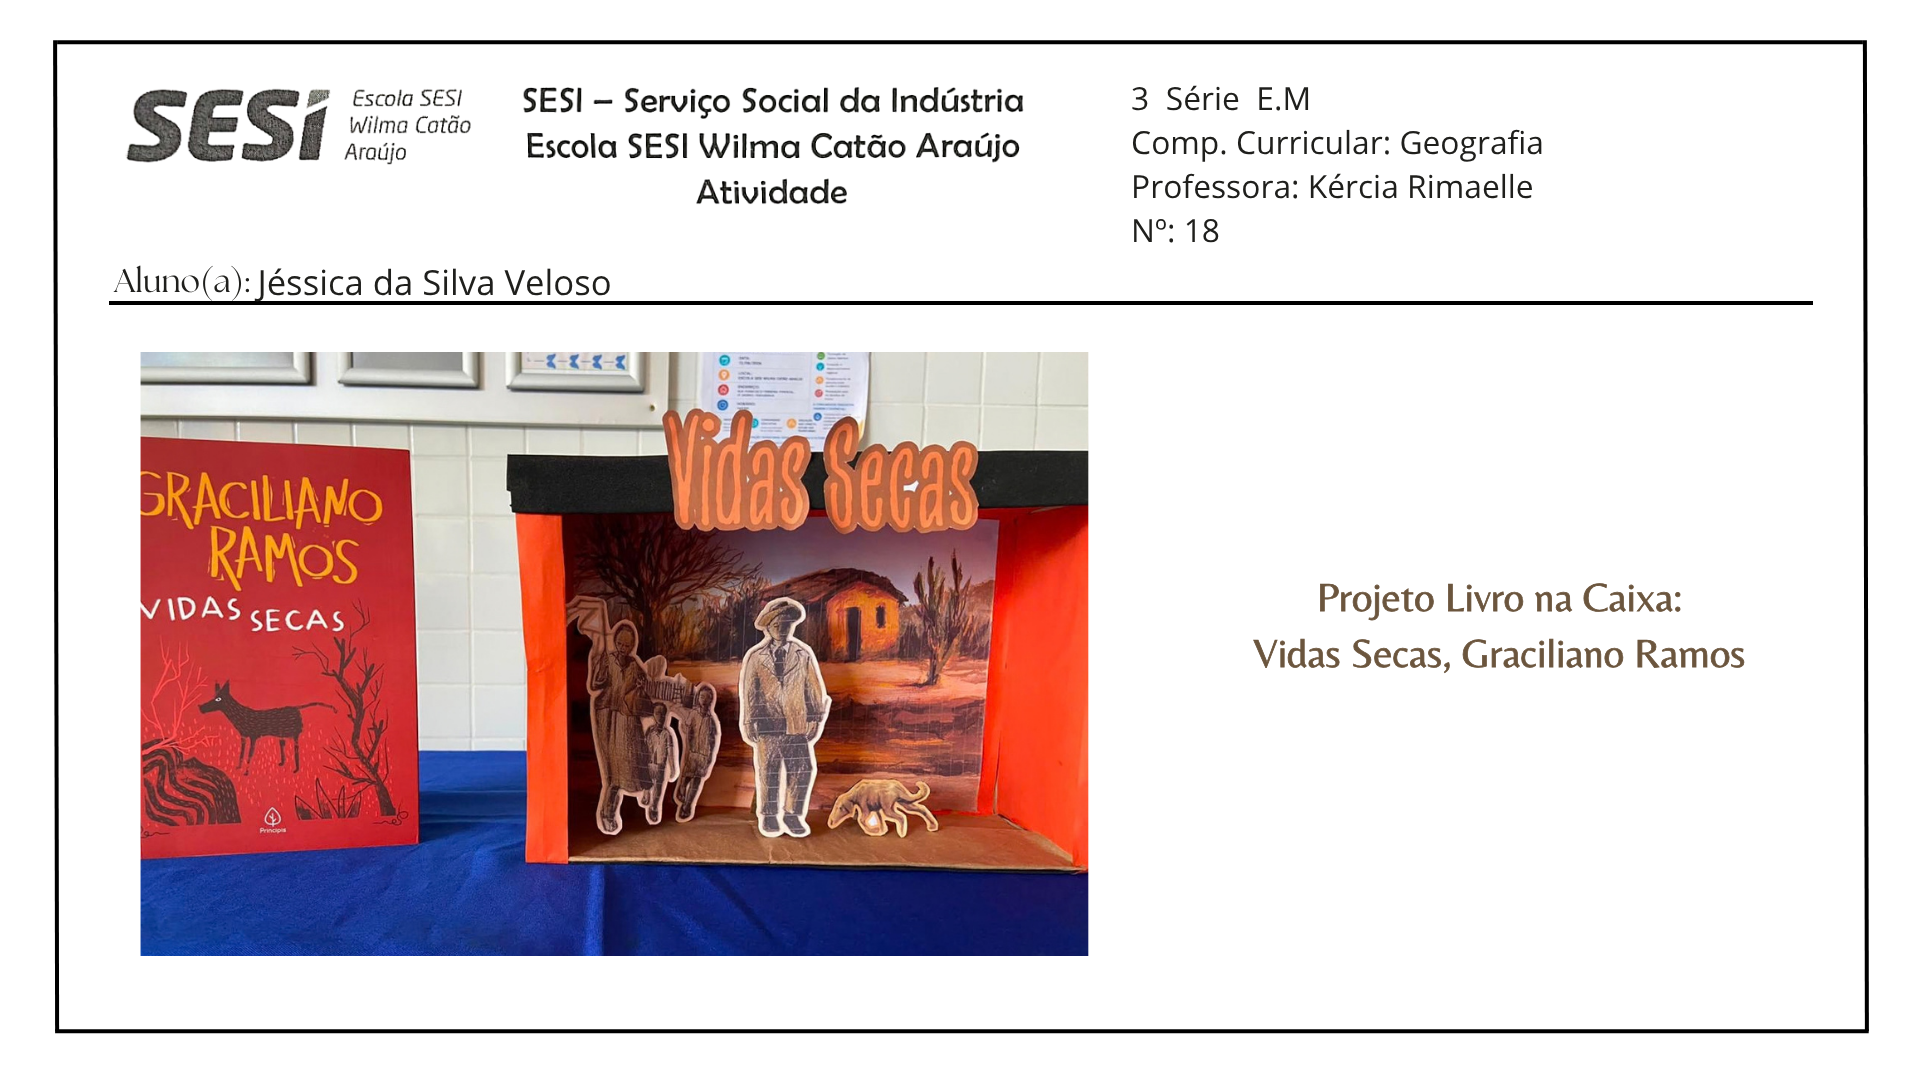 SESI
Escola SESI
Wilma Catão
Araújo
SESI – Serviço Social da Indústria
Escola SESI Wilma Catão Araújo
Atividade
3 Série E.M
Comp. Curricular: Geografia
Professora: Kércia Rimaelle
Nº: 18
Aluno(a): Jéssica da Silva Veloso
GRACILIANO
RAMOS
VIDAS SECAS
Principis
Vidas Secas
Projeto Livro na Caixa:
Vidas Secas, Graciliano Ramos